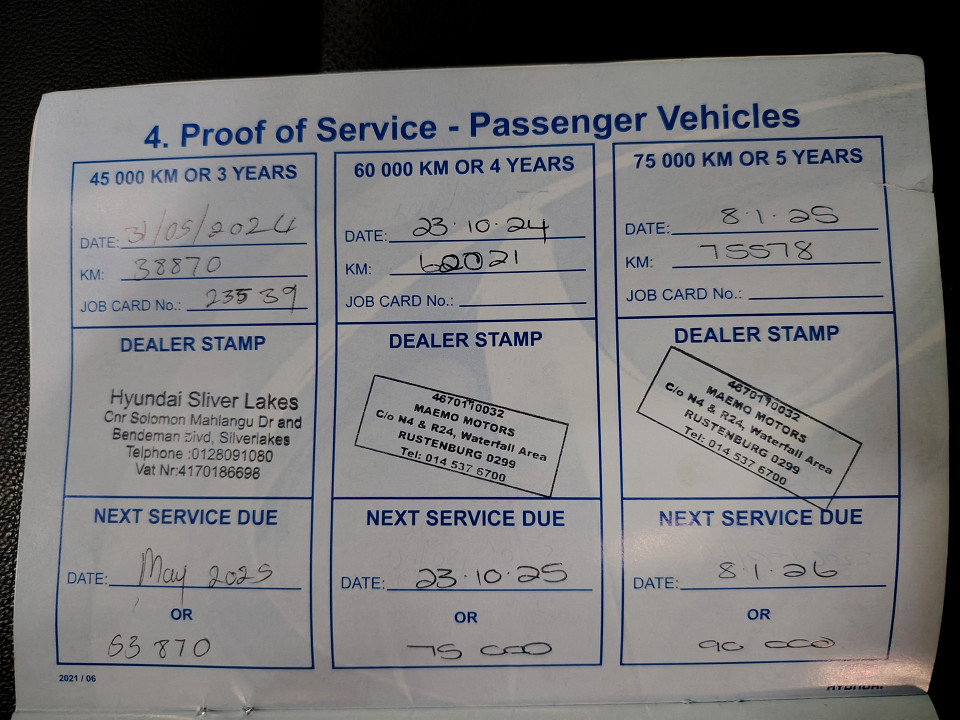 4. Proof of Service - Passenger Vehicles
45 000 KM OR 3 YEARS
DATE: 31/05/2024
KM: 38870
JOB CARD No.: 23539
DEALER STAMP
Hyundai Sliver Lakes
Cnr Solomon Mahlangu Dr and
Bendeman Blvd, Silverlakes
Telphone :0128091080
Vat Nr:4170186698
NEXT SERVICE DUE
DATE: May 2025
OR
53 870
60 000 KM OR 4 YEARS
DATE: 23.10.24
KM: 62021
JOB CARD No.:
DEALER STAMP
4670110032
MAEMO MOTORS
C/o N4 & R24, Waterfall Area
RUSTENBURG 0299
Tel: 014 537 6700
NEXT SERVICE DUE
DATE: 23.10.25
OR
75 000
75 000 KM OR 5 YEARS
DATE: 8.1.25
KM: 75578
JOB CARD No.:
DEALER STAMP
4670110032
MAEMO MOTORS
C/o N4 & R24, Waterfall Area
RUSTENBURG 0299
Tel: 014 537 6700
NEXT SERVICE DUE
DATE: 8.1.26
OR
90 000
2021 / 06
HYUNDAI